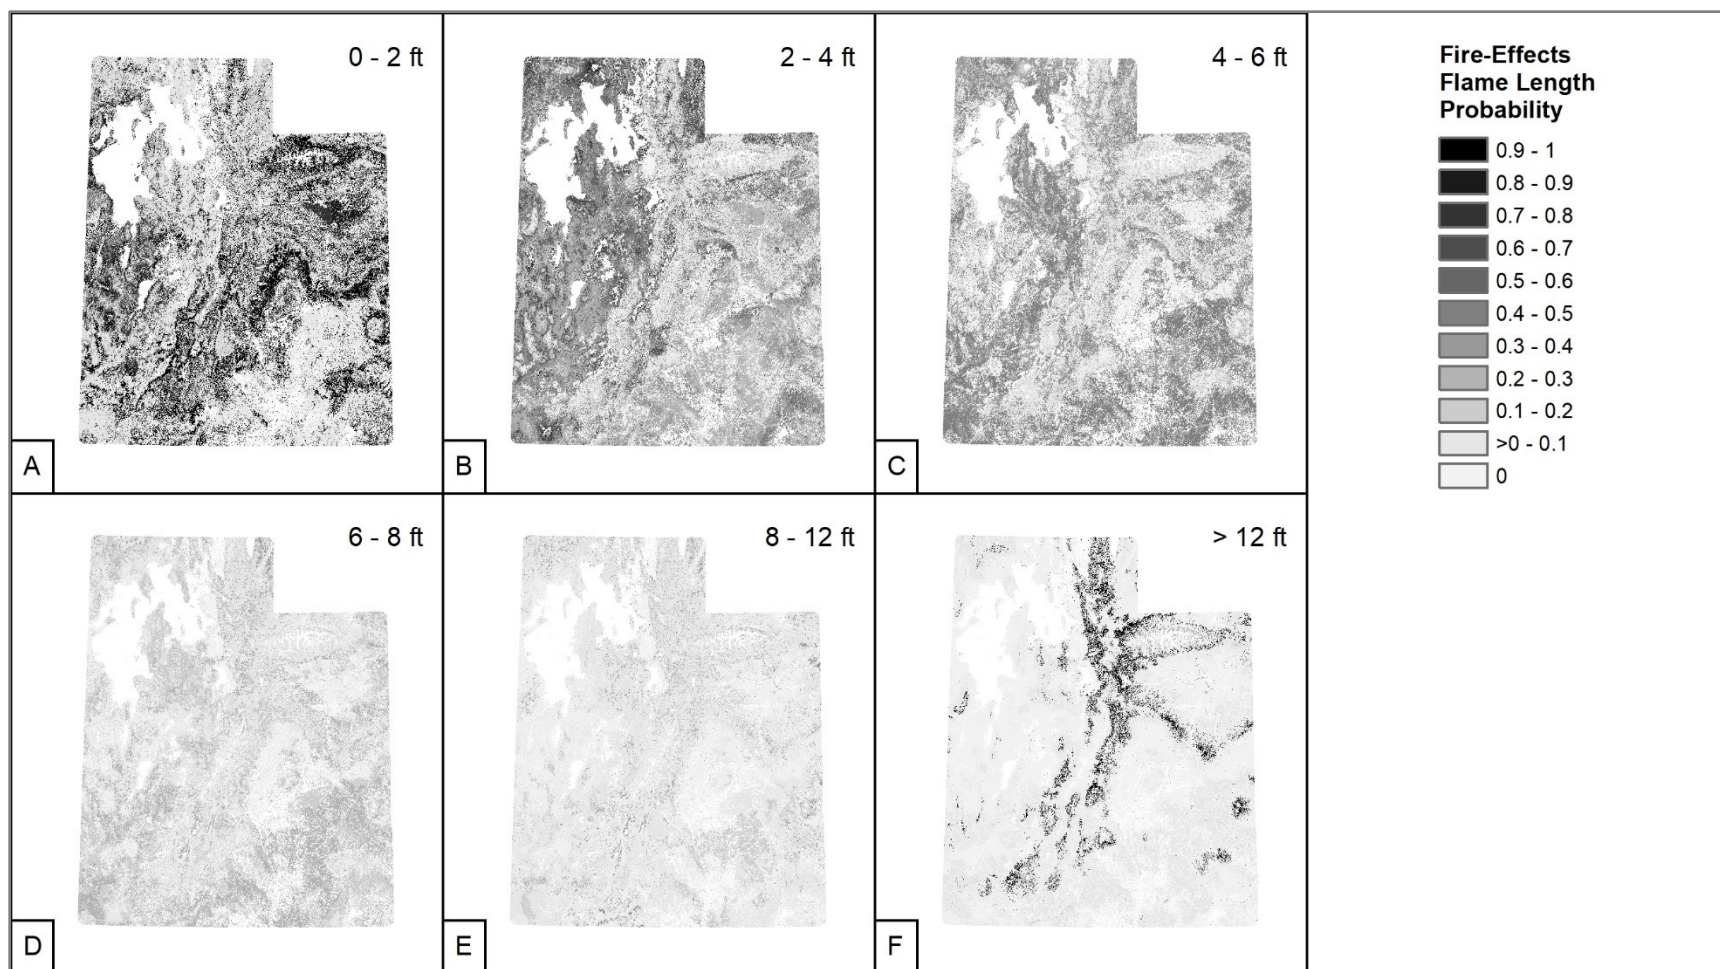 0 - 2 ft
2 - 4 ft
4 - 6 ft
A
B
C
6 - 8 ft
8 - 12 ft
> 12 ft
D
E
F
Fire-Effects
Flame Length
Probability
0.9 - 1
0.8 - 0.9
0.7 - 0.8
0.6 - 0.7
0.5 - 0.6
0.4 - 0.5
0.3 - 0.4
0.2 - 0.3
0.1 - 0.2
>0 - 0.1
0